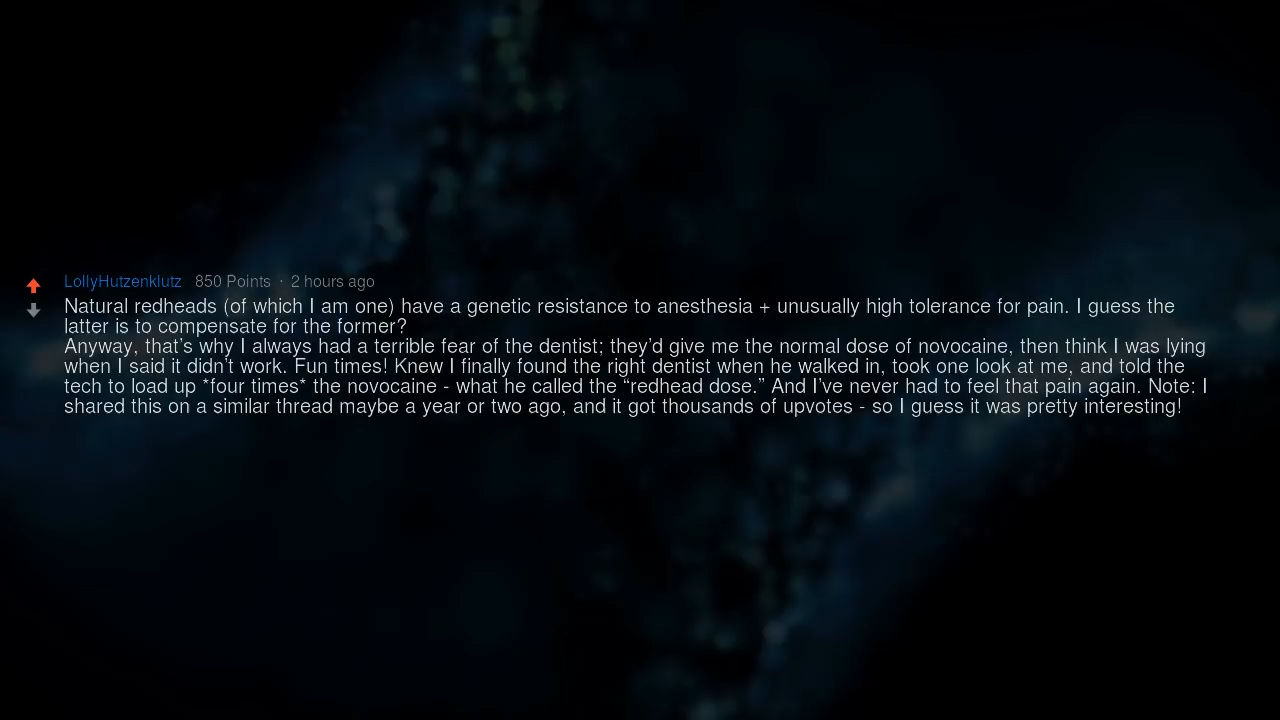 LollyHutzenklutz 850 Points · 2 hours ago
Natural redheads (of which I am one) have a genetic resistance to anesthesia + unusually high tolerance for pain. I guess the
latter is to compensate for the former?
Anyway, that’s why I always had a terrible fear of the dentist; they’d give me the normal dose of novocaine, then think I was lying
when I said it didn’t work. Fun times! Knew I finally found the right dentist when he walked in, took one look at me, and told the
tech to load up *four times* the novocaine - what he called the “redhead dose.” And I’ve never had to feel that pain again. Note: I
shared this on a similar thread maybe a year or two ago, and it got thousands of upvotes - so I guess it was pretty interesting!